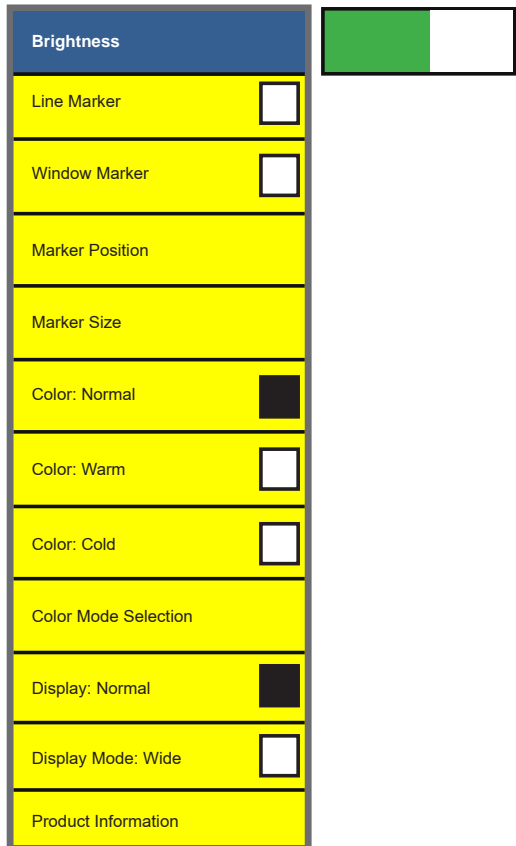 Brightness
Line Marker
Window Marker
Marker Position
Marker Size
Color: Normal
Color: Warm
Color: Cold
Color Mode Selection
Display: Normal
Display Mode: Wide
Product Information